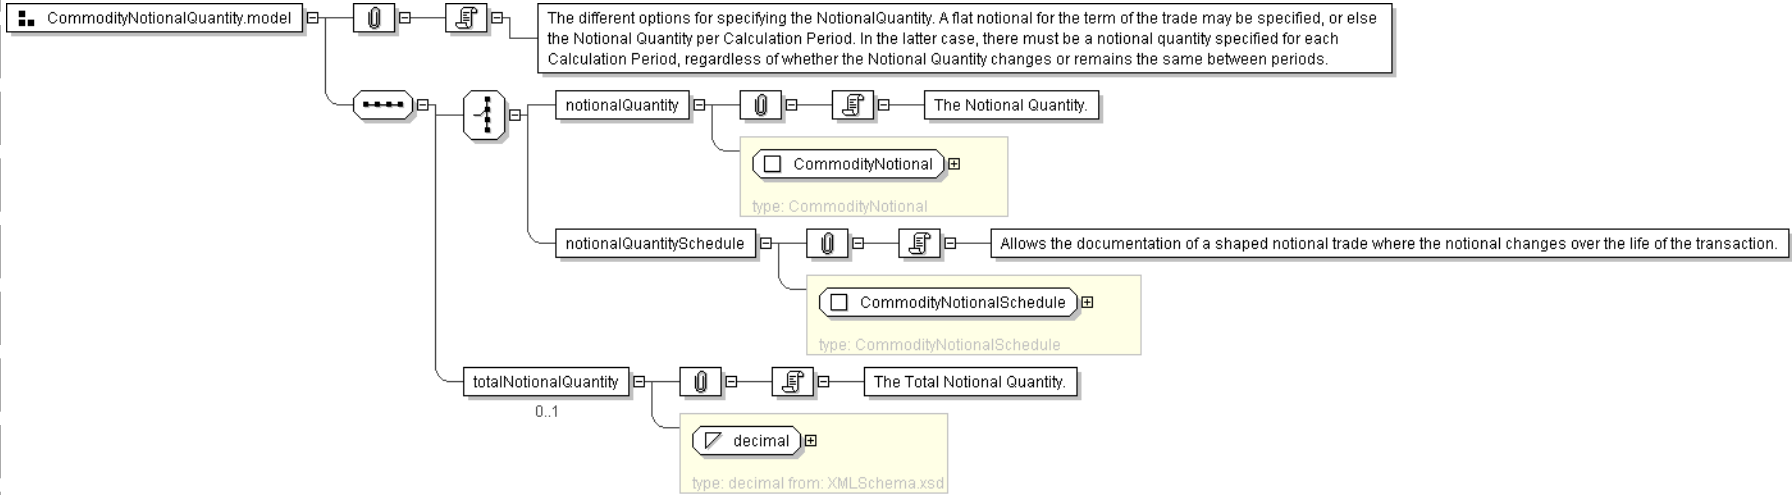 CommodityNotionalQuantity.model
The different options for specifying the NotionalQuantity. A flat notional for the term of the trade may be specified, or else
the Notional Quantity per Calculation Period. In the latter case, there must be a notional quantity specified for each
Calculation Period, regardless of whether the Notional Quantity changes or remains the same between periods.
notionalQuantity
The Notional Quantity.
CommodityNotional
type: CommodityNotional
notionalQuantitySchedule
Allows the documentation of a shaped notional trade where the notional changes over the life of the transaction.
CommodityNotionalSchedule
type: CommodityNotionalSchedule
totalNotionalQuantity
The Total Notional Quantity.
0..1
decimal
type: decimal from: XMLSchema.xsd